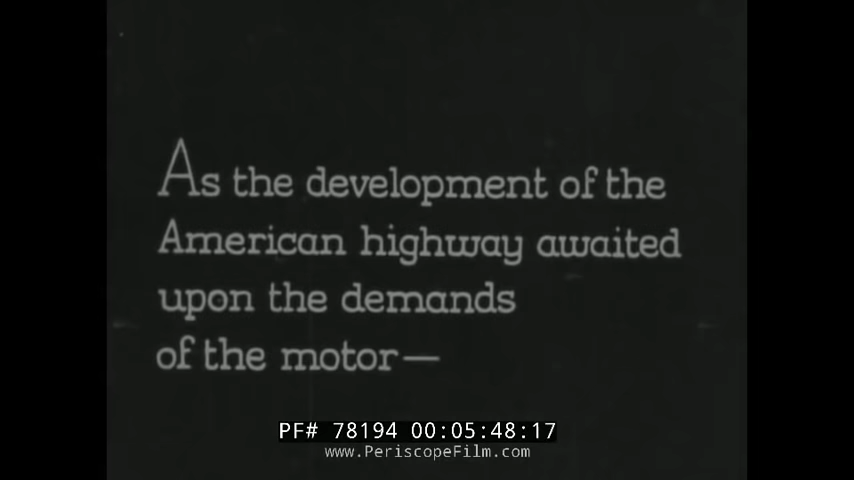 As the development of the
American highway awaited
upon the demands
of the motor—
PF# 78194 00:05:48:17
www.PeriscopeFilm.com